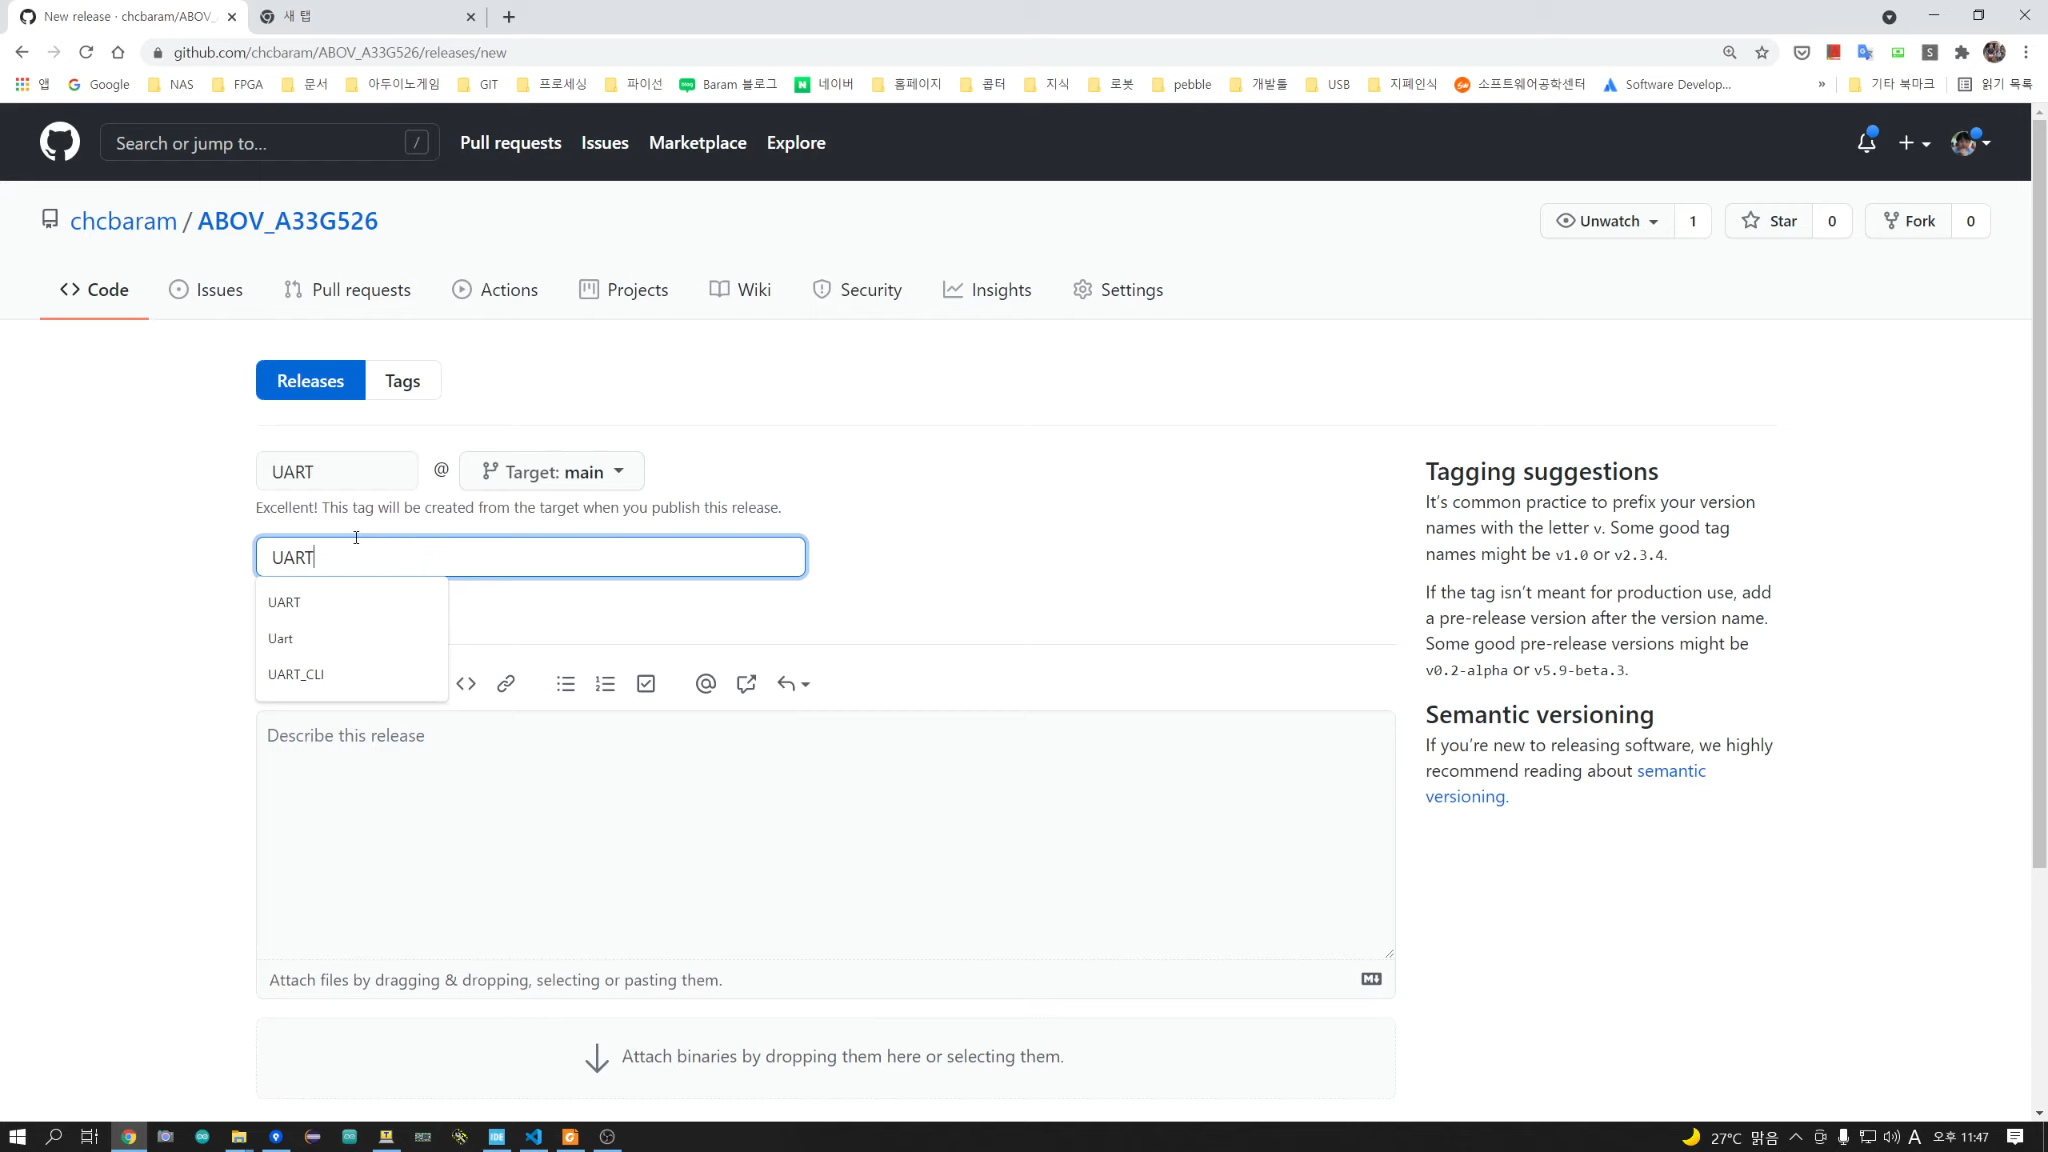 New release · chcbaram/ABOV_
새 탭
github.com/chcbaram/ABOV_A33G526/releases/new
앱 Google NAS FPGA 문서 아두이노게임 GIT 프로세싱 파이선 Baram 블로그 네이버 홈페이지 콥터 지식 로봇 pebble 개발툴 USB 지폐인식 소프트웨어공학센터 Software Develop... » 기타 북마크 읽기 목록
Search or jump to... /
Pull requests Issues Marketplace Explore
chcbaram / ABOV_A33G526
Unwatch 1 Star 0 Fork 0
Code Issues Pull requests Actions Projects Wiki Security Insights Settings
Releases Tags
UART @ Target: main
Excellent! This tag will be created from the target when you publish this release.
UART
UART
Uart
UART_CLI
Describe this release
Attach files by dragging & dropping, selecting or pasting them.
Attach binaries by dropping them here or selecting them.
Tagging suggestions
It's common practice to prefix your version
names with the letter v. Some good tag
names might be v1.0 or v2.3.4.
If the tag isn't meant for production use, add
a pre-release version after the version name.
Some good pre-release versions might be
v0.2-alpha or v5.9-beta.3.
Semantic versioning
If you're new to releasing software, we highly
recommend reading about semantic
versioning.
27°C 맑음 A 오후 11:47